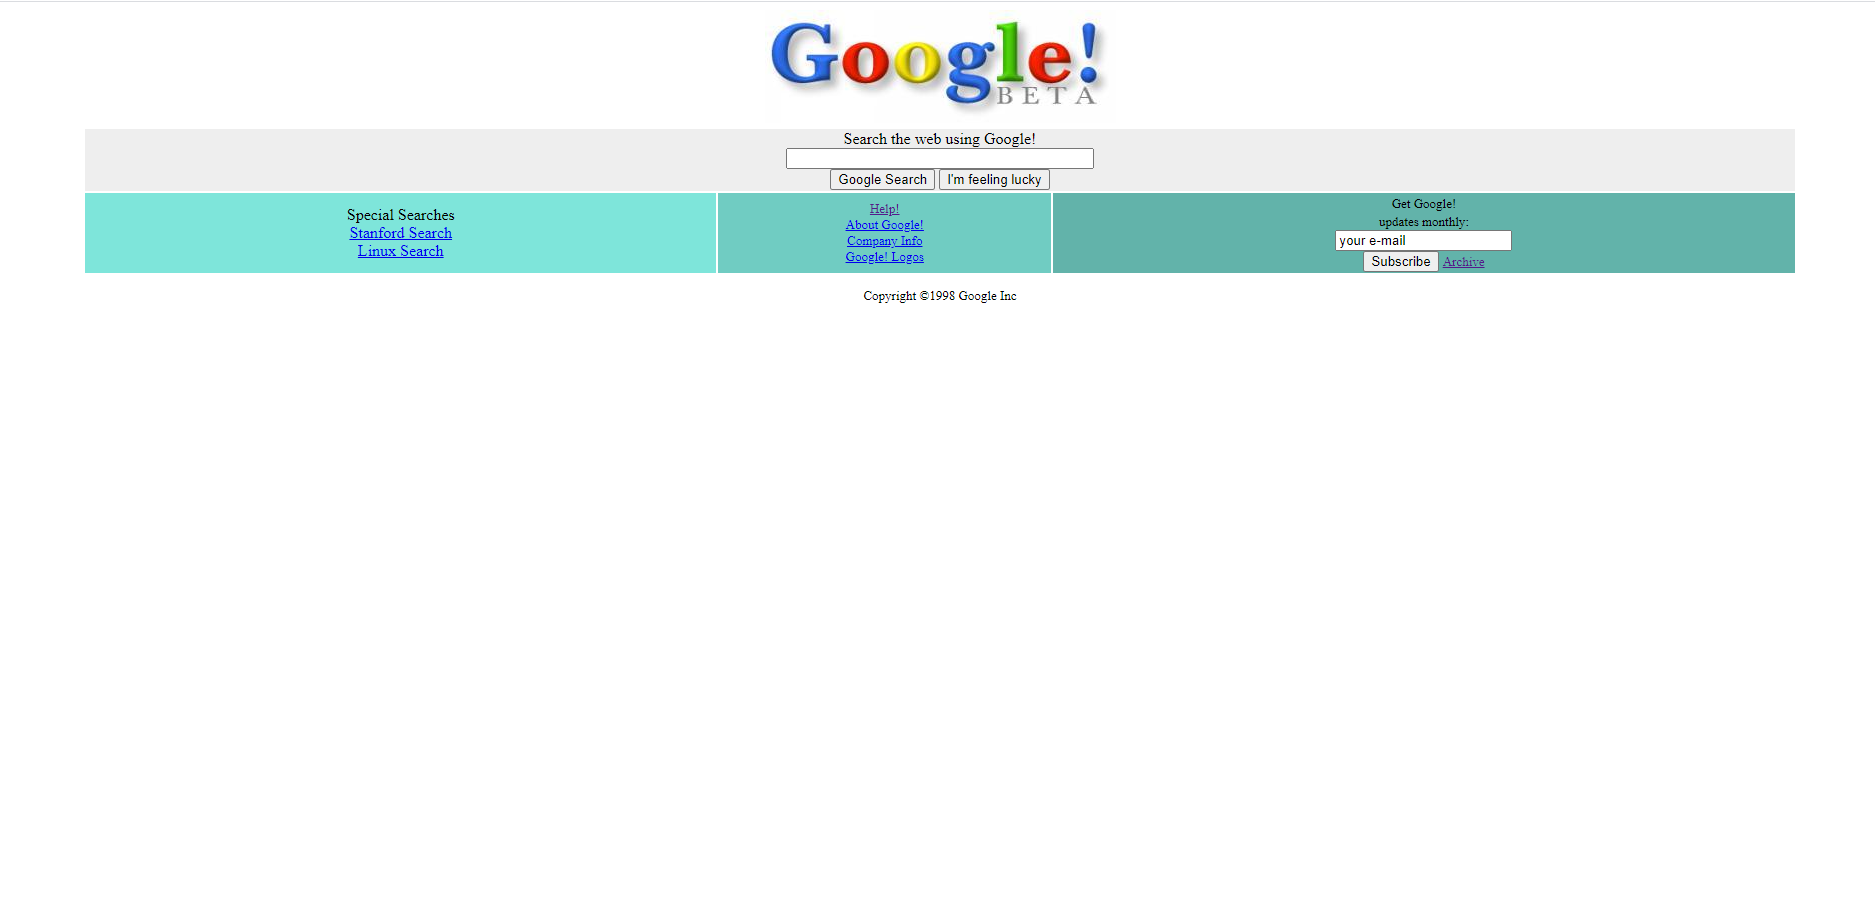 Google!
BETA
Search the web using Google!
Google Search I'm feeling lucky
Special Searches
Stanford Search
Linux Search
Help!
About Google!
Company Info
Google! Logos
Get Google!
updates monthly:
your e-mail
Subscribe Archive
Copyright ©1998 Google Inc